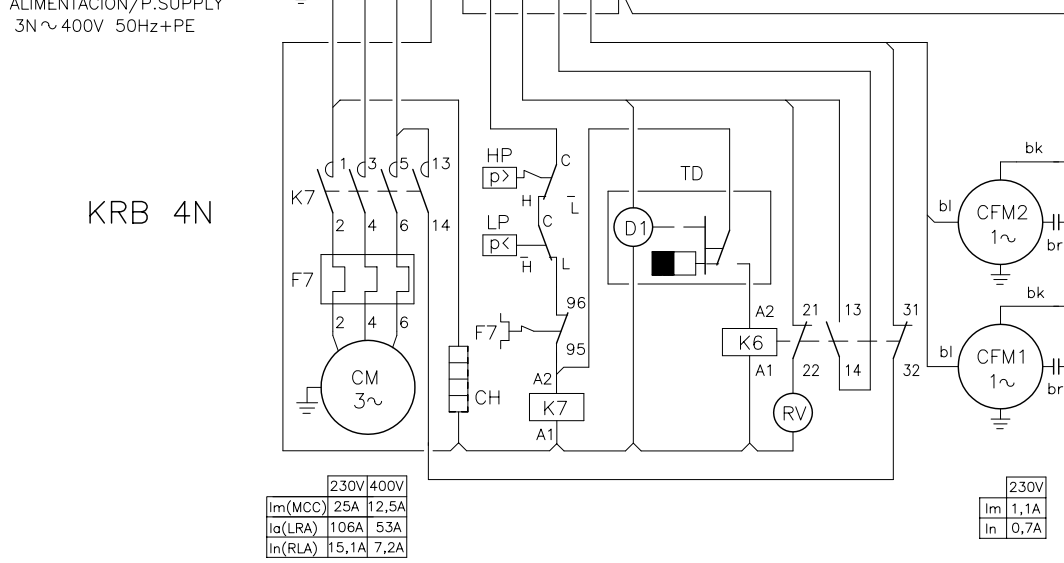 ALIMENTACION/P.SUPPLY
3N~400V 50Hz+PE
KRB 4N
K7
1 3 5 13
2 4 6 14
F7
2 4 6
CM
3~
CH
HP
p>
C
H L
LP
p<
C
H L
F7
96
95
A2
K7
A1
TD
D1
A2
K6
A1
21 13 31
22 14 32
RV
bk
bl
CFM2
1~
br
bk
bl
CFM1
1~
br
230V 400V
Im(MCC) 25A 12,5A
Ia(LRA) 106A 53A
In(RLA) 15,1A 7,2A
230V
Im 1,1A
In 0,7A